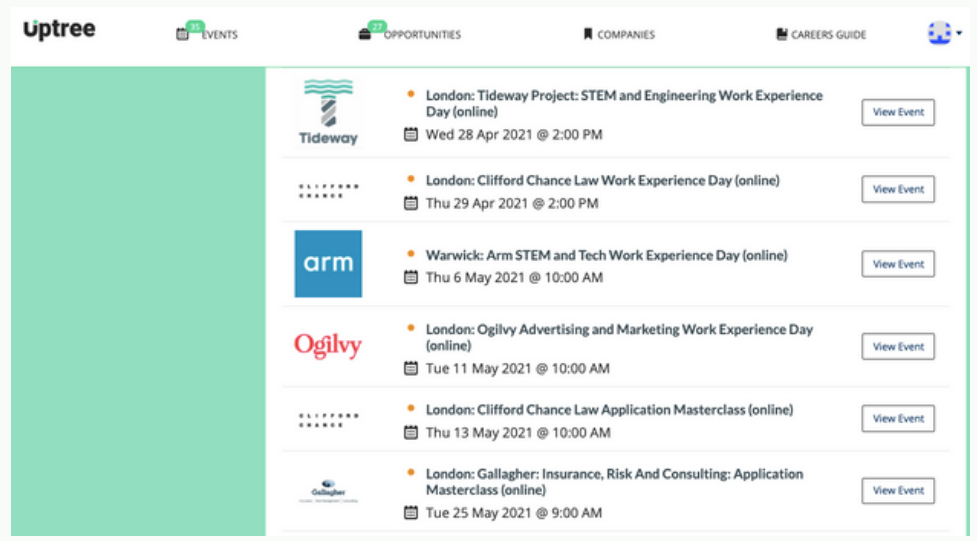 uptree
35
EVENTS
27
OPPORTUNITIES
COMPANIES
CAREERS GUIDE
Tideway
London: Tideway Project: STEM and Engineering Work Experience
Day (online)
Wed 28 Apr 2021 @ 2:00 PM
View Event
CLIFFORD
CHANCE
London: Clifford Chance Law Work Experience Day (online)
Thu 29 Apr 2021 @ 2:00 PM
View Event
arm
Warwick: Arm STEM and Tech Work Experience Day (online)
Thu 6 May 2021 @ 10:00 AM
View Event
Ogilvy
London: Ogilvy Advertising and Marketing Work Experience Day
(online)
Tue 11 May 2021 @ 10:00 AM
View Event
CLIFFORD
CHANCE
London: Clifford Chance Law Application Masterclass (online)
Thu 13 May 2021 @ 10:00 AM
View Event
Gallagher
London: Gallagher: Insurance, Risk And Consulting: Application
Masterclass (online)
Tue 25 May 2021 @ 9:00 AM
View Event